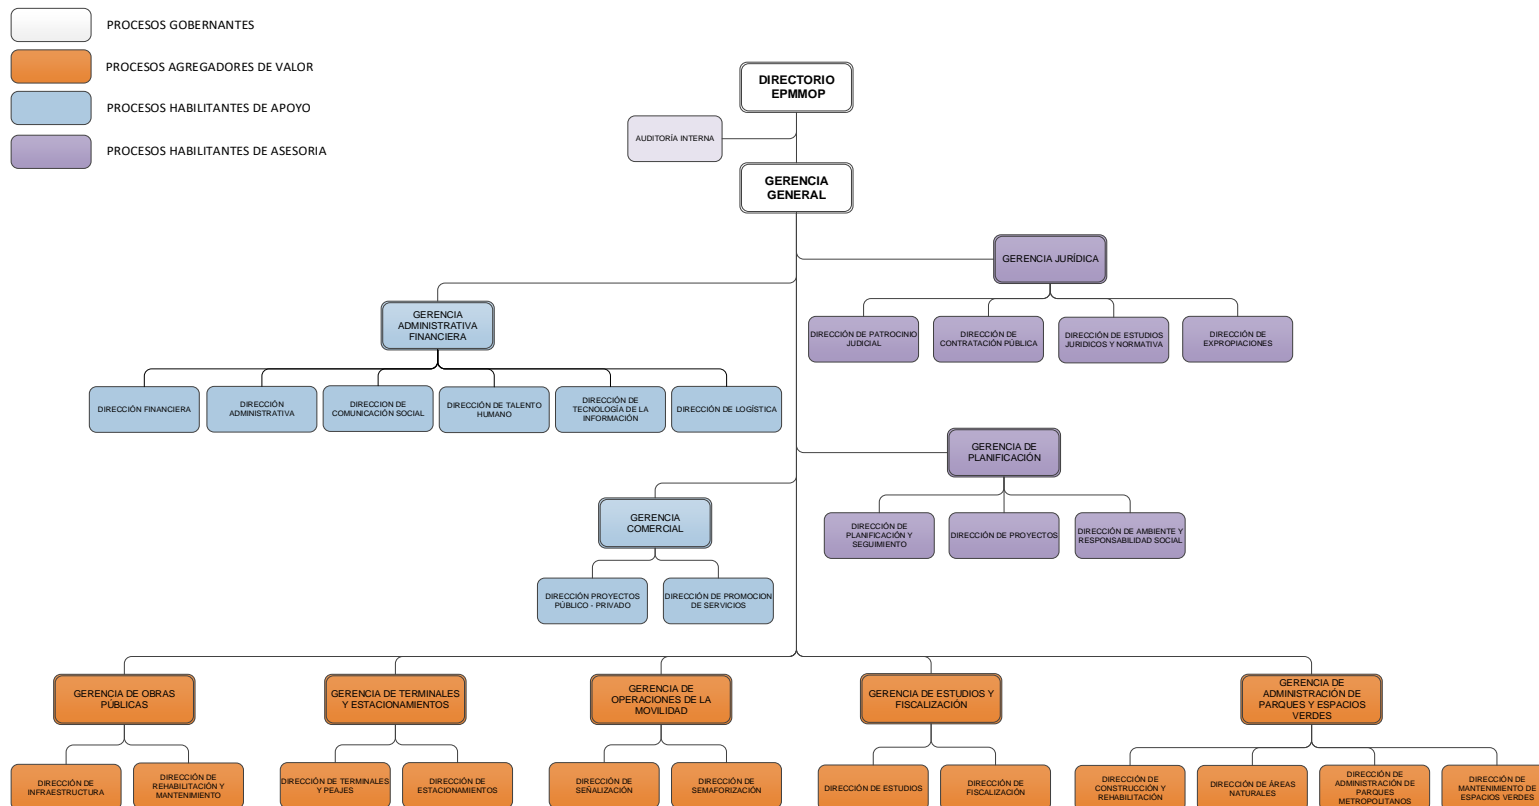 PROCESOS GOBERNANTES
PROCESOS AGREGADORES DE VALOR
PROCESOS HABILITANTES DE APOYO
PROCESOS HABILITANTES DE ASESORIA
DIRECTORIO
EPMMOP
AUDITORÍA INTERNA
GERENCIA
GENERAL
GERENCIA JURÍDICA
DIRECCIÓN DE PATROCINIO
JUDICIAL
DIRECCIÓN DE
CONTRATACIÓN PÚBLICA
DIRECCIÓN DE ESTUDIOS
JURIDICOS Y NORMATIVA
DIRECCIÓN DE
EXPROPIACIONES
GERENCIA
ADMINISTRATIVA
FINANCIERA
DIRECCIÓN FINANCIERA
DIRECCIÓN
ADMINISTRATIVA
DIRECCION DE
COMUNICACIÓN SOCIAL
DIRECCIÓN DE TALENTO
HUMANO
DIRECCIÓN DE
TECNOLOGÍA DE LA
INFORMACIÓN
DIRECCIÓN DE LOGÍSTICA
GERENCIA DE
PLANIFICACIÓN
DIRECCIÓN DE
PLANIFICACIÓN Y
SEGUIMIENTO
DIRECCIÓN DE PROYECTOS
DIRECCIÓN DE AMBIENTE Y
RESPONSABILIDAD SOCIAL
GERENCIA
COMERCIAL
DIRECCIÓN PROYECTOS
PÚBLICO - PRIVADO
DIRECCIÓN DE PROMOCION
DE SERVICIOS
GERENCIA DE OBRAS
PÚBLICAS
GERENCIA DE TERMINALES
Y ESTACIONAMIENTOS
GERENCIA DE
OPERACIONES DE LA
MOVILIDAD
GERENCIA DE ESTUDIOS Y
FISCALIZACIÓN
GERENCIA DE
ADMINISTRACIÓN DE
PARQUES Y ESPACIOS
VERDES
DIRECCIÓN DE
INFRAESTRUCTURA
DIRECCIÓN DE
REHABILITACIÓN Y
MANTENIMIENTO
DIRECCIÓN DE TERMINALES
Y PEAJES
DIRECCIÓN DE
ESTACIONAMIENTOS
DIRECCIÓN DE
SEÑALIZACIÓN
DIRECCIÓN DE
SEMAFORIZACIÓN
DIRECCIÓN DE ESTUDIOS
DIRECCIÓN DE
FISCALIZACIÓN
DIRECCIÓN DE
CONSTRUCCIÓN Y
REHABILITACIÓN
DIRECCIÓN DE ÁREAS
NATURALES
DIRECCIÓN DE
ADMINISTRACIÓN DE
PARQUES
METROPOLITANOS
DIRECCIÓN DE
MANTENIMIENTO DE
ESPACIOS VERDES